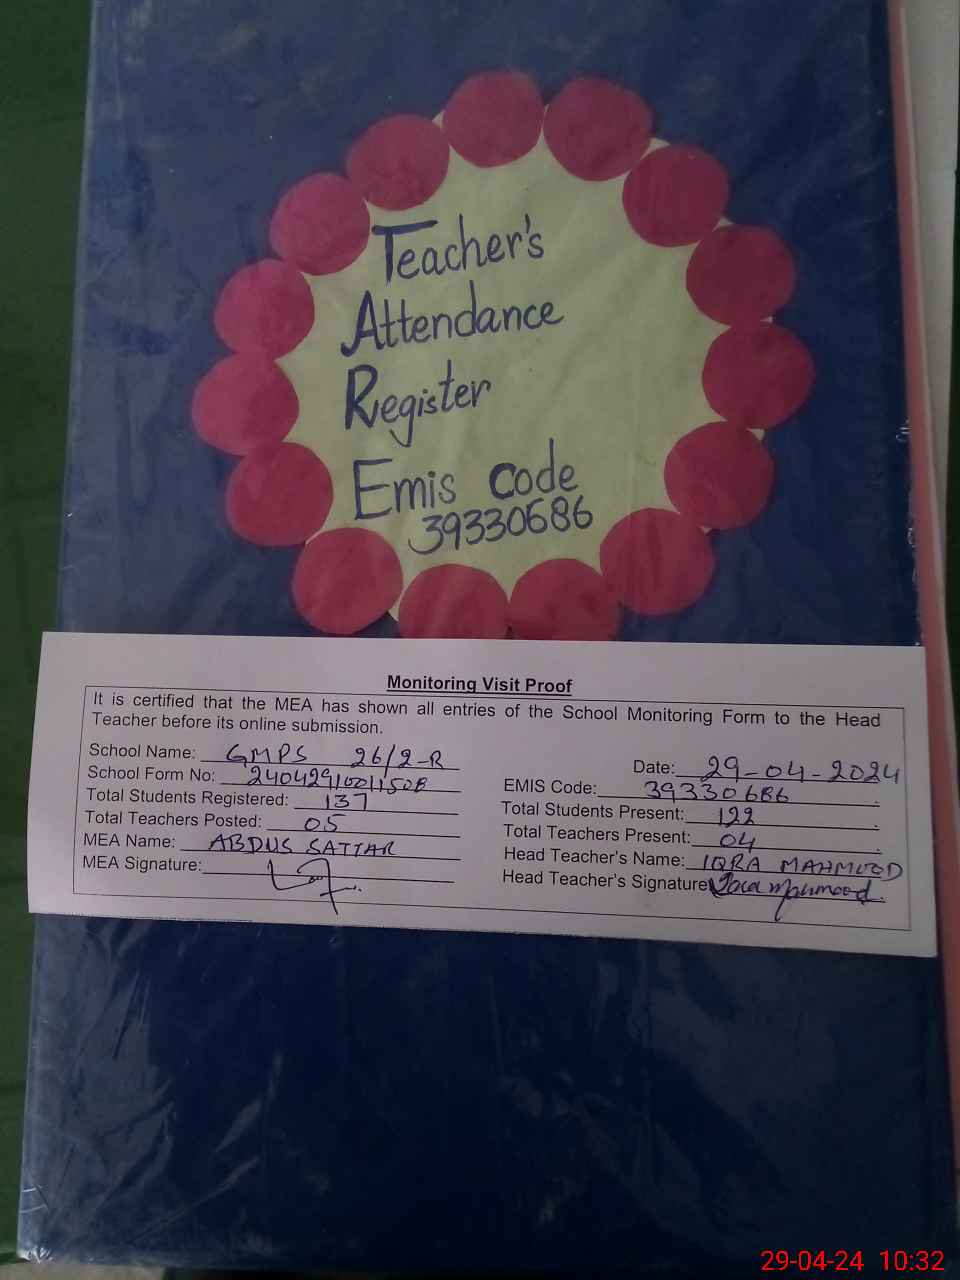 Teacher's
Attendance
Register
Emis Code
39330686
Monitoring Visit Proof
It is certified that the MEA has shown all entries of the School Monitoring Form to the Head
Teacher before its online submission.
School Name: GMPS 26/2-R
Date: 29-04-2024
School Form No: 2404291001150B
EMIS Code: 39330686
Total Students Registered: 137
Total Students Present: 122
Total Teachers Posted: 05
Total Teachers Present: 04
MEA Name: ABDUS SATTAR
Head Teacher's Name: IQRA MAHMOOD
MEA Signature:
Head Teacher's Signature Iqra Mahmood.
29-04-24 10:32